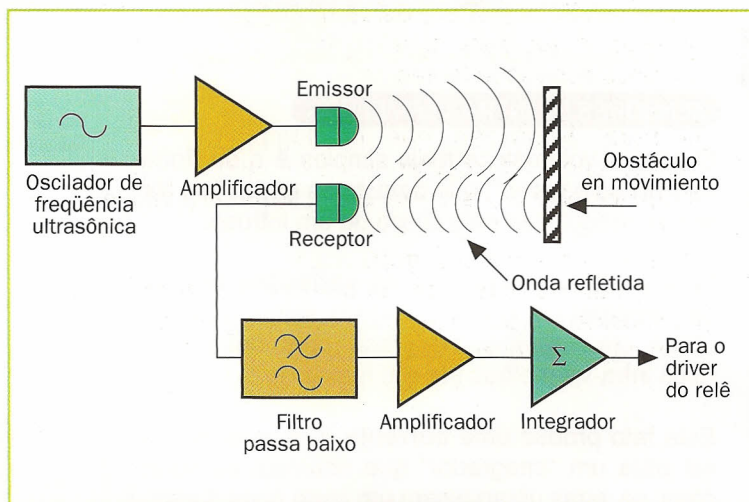 Emissor
Oscilador de
freqüência
ultrasônica
Amplificador
Receptor
Obstáculo
en movimiento
Onda refletida
Filtro
passa baixo
Amplificador
Σ
Integrador
Para o
driver
do relê